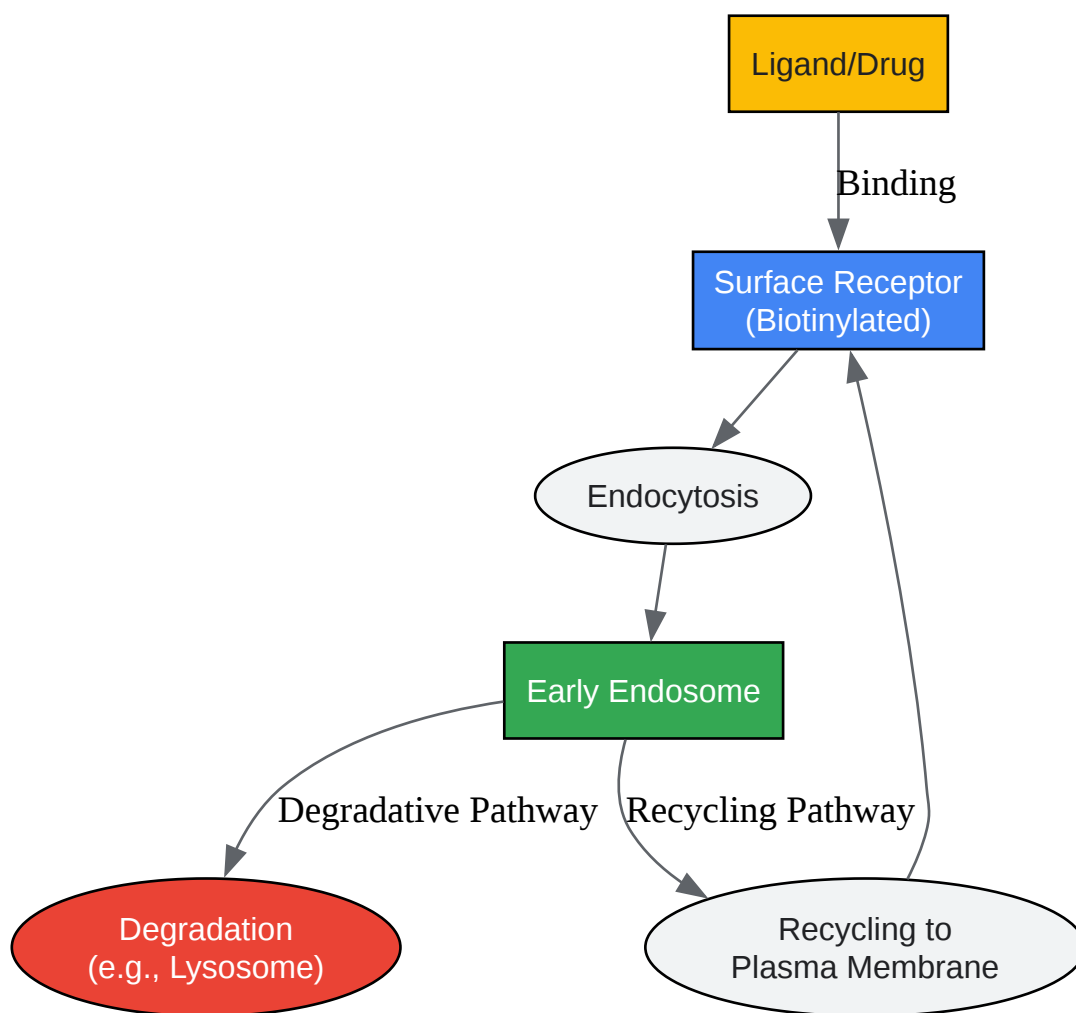 Ligand/Drug
Binding
Surface Receptor
(Biotinylated)
Endocytosis
Early Endosome
Degradative Pathway
Recycling Pathway
Degradation
(e.g., Lysosome)
Recycling to
Plasma Membrane